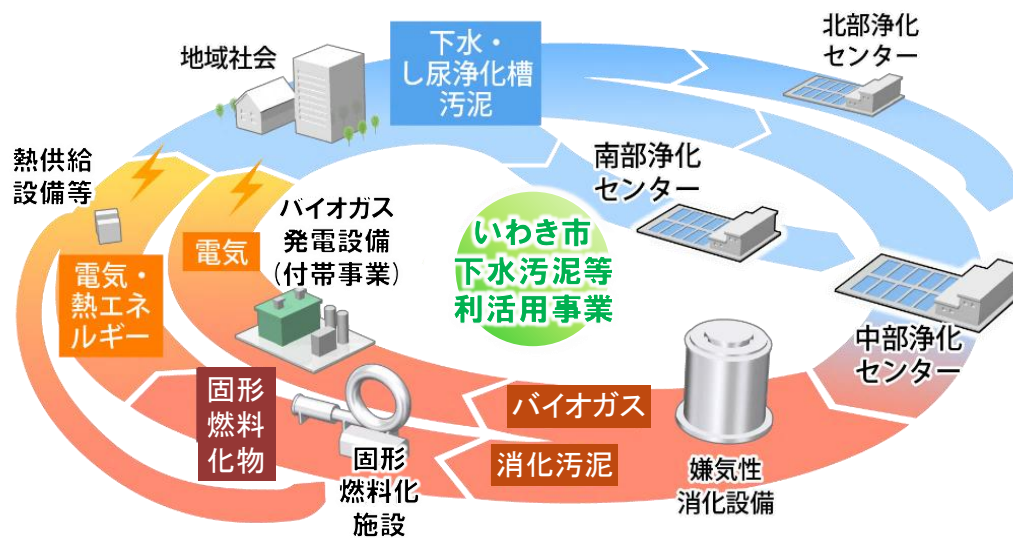 地域社会
下水・
し尿浄化槽
汚泥
北部浄化
センター
南部浄化
センター
熱供給
設備等
バイオガス
発電設備
(付帯事業)
電気
いわき市
下水汚泥等
利活用事業
電気・
熱エネ
ルギー
中部浄化
センター
固形
燃料
化物
バイオガス
消化汚泥
固形
燃料化
施設
嫌気性
消化設備